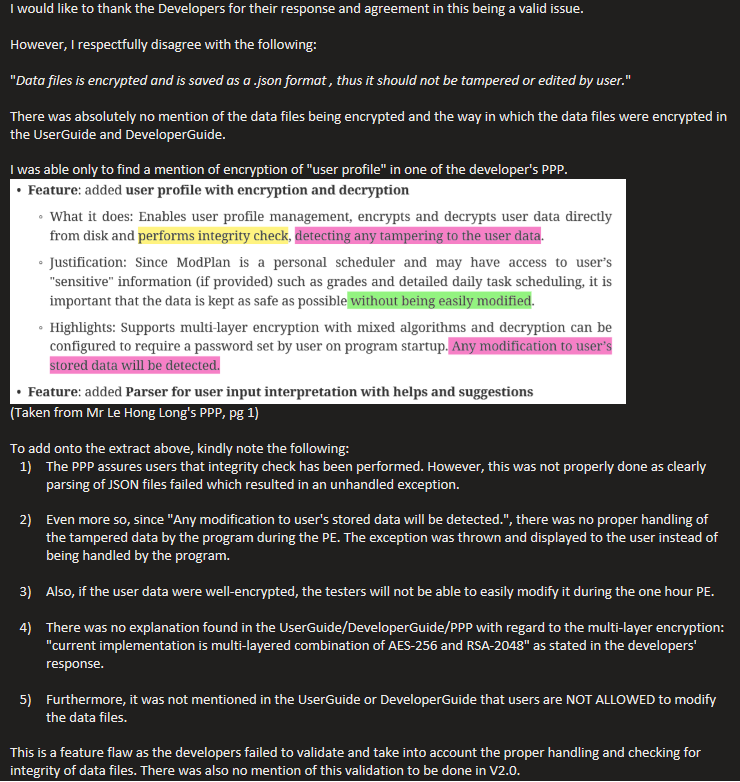 I would like to thank the Developers for their response and agreement in this being a valid issue.
However, I respectfully disagree with the following:
"Data files is encrypted and is saved as a .json format , thus it should not be tampered or edited by user."
There was absolutely no mention of the data files being encrypted and the way in which the data files were encrypted in
the UserGuide and DeveloperGuide.
I was able only to find a mention of encryption of "user profile" in one of the developer's PPP.
• Feature: added user profile with encryption and decryption
◦ What it does: Enables user profile management, encrypts and decrypts user data directly
from disk and performs integrity check, detecting any tampering to the user data.
◦ Justification: Since ModPlan is a personal scheduler and may have access to user's
"sensitive" information (if provided) such as grades and detailed daily task scheduling, it is
important that the data is kept as safe as possible without being easily modified.
◦ Highlights: Supports multi-layer encryption with mixed algorithms and decryption can be
configured to require a password set by user on program startup. Any modification to user's
stored data will be detected.
• Feature: added Parser for user input interpretation with helps and suggestions
(Taken from Mr Le Hong Long's PPP, pg 1)
To add onto the extract above, kindly note the following:
1) The PPP assures users that integrity check has been performed. However, this was not properly done as clearly
parsing of JSON files failed which resulted in an unhandled exception.
2) Even more so, since "Any modification to user's stored data will be detected.", there was no proper handling of
the tampered data by the program during the PE. The exception was thrown and displayed to the user instead of
being handled by the program.
3) Also, if the user data were well-encrypted, the testers will not be able to easily modify it during the one hour PE.
4) There was no explanation found in the UserGuide/DeveloperGuide/PPP with regard to the multi-layer encryption:
"current implementation is multi-layered combination of AES-256 and RSA-2048" as stated in the developers'
response.
5) Furthermore, it was not mentioned in the UserGuide or DeveloperGuide that users are NOT ALLOWED to modify
the data files.
This is a feature flaw as the developers failed to validate and take into account the proper handling and checking for
integrity of data files. There was also no mention of this validation to be done in V2.0.